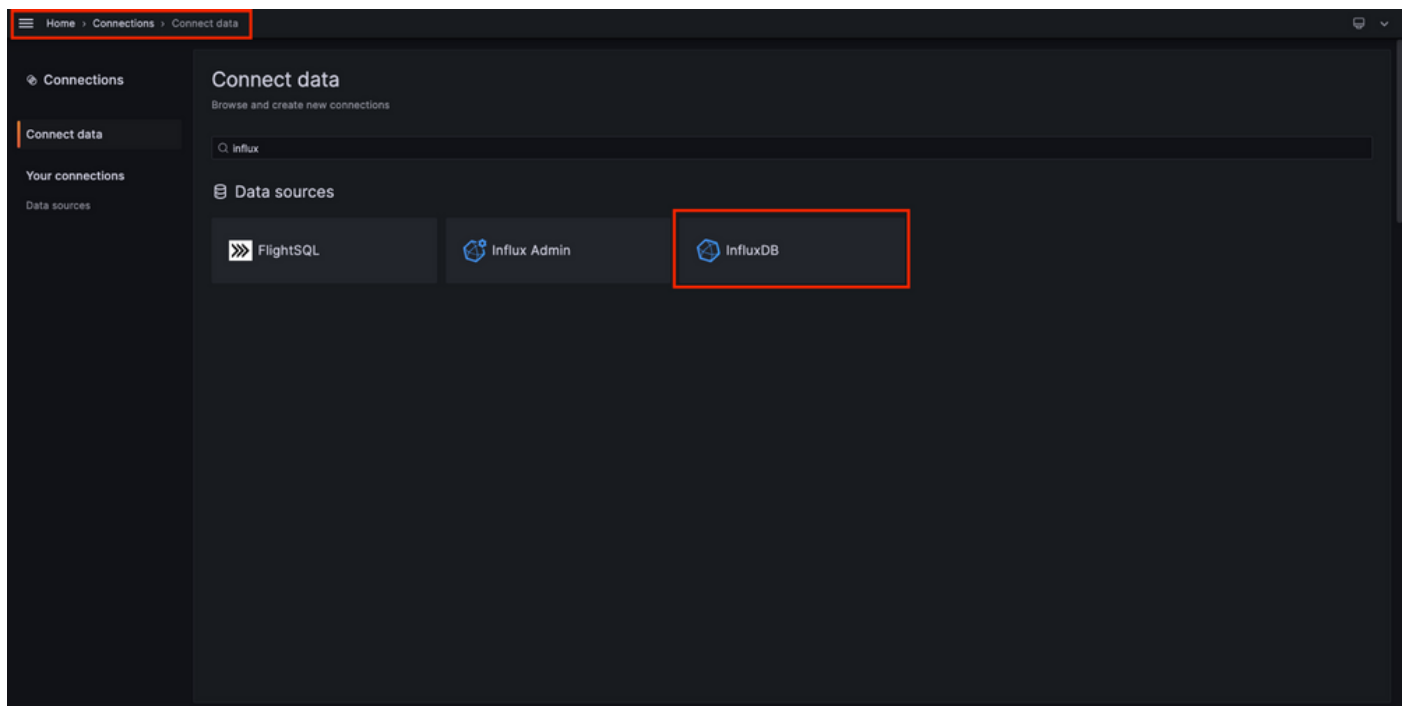 Home › Connections › Connect data
Connections
Connect data
Your connections
Data sources
Connect data
Browse and create new connections
influx
Data sources
FlightSQL
Influx Admin
InfluxDB